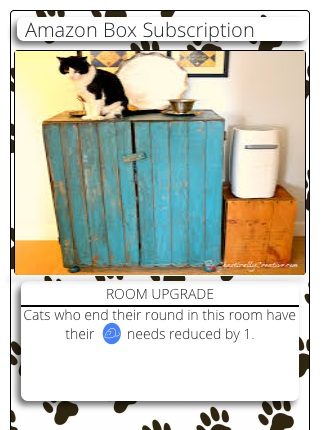 Amazon Box Subscription
ROOM UPGRADE
Cats who end their round in this room have
their needs reduced by 1.